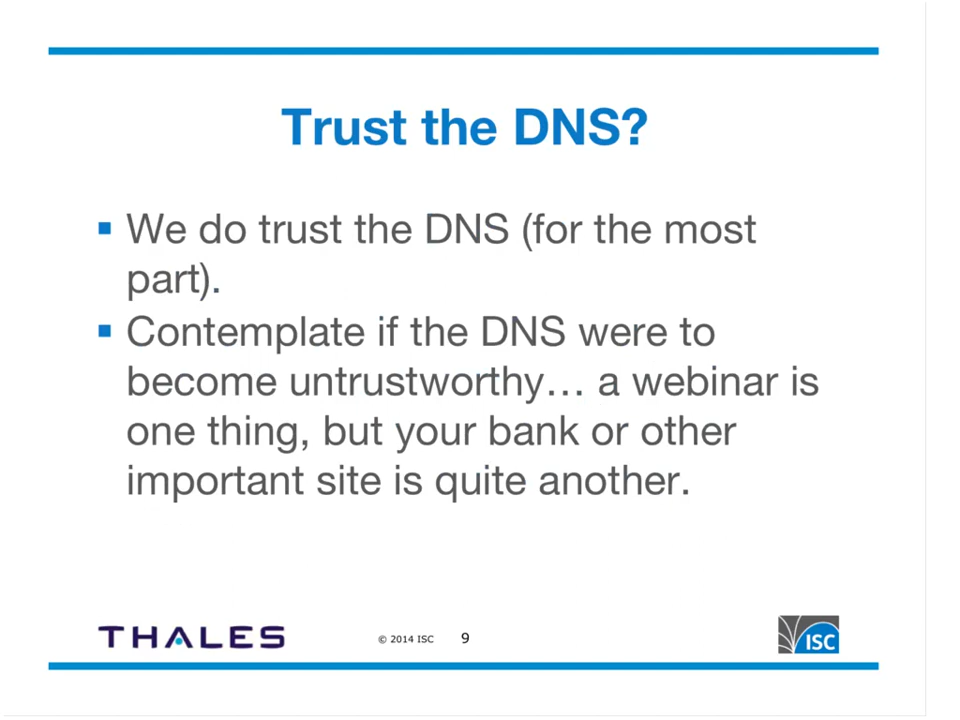 Trust the DNS?
▪ We do trust the DNS (for the most
part).
▪ Contemplate if the DNS were to
become untrustworthy… a webinar is
one thing, but your bank or other
important site is quite another.
THALES
© 2014 ISC
9
ISC